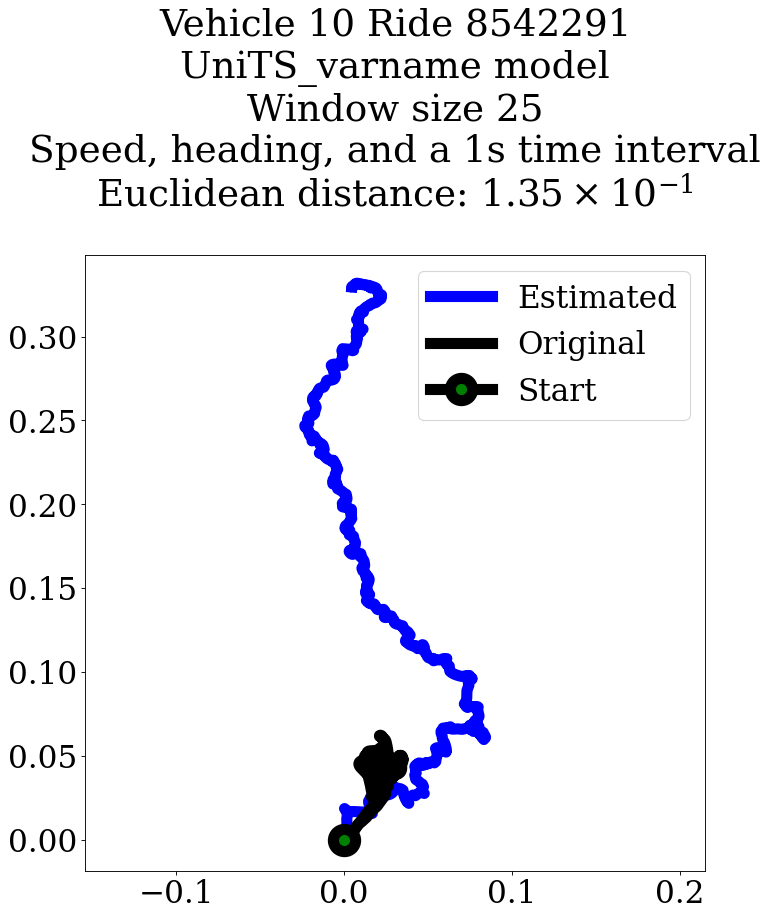 Vehicle 10 Ride 8542291
UniTS_varname model
Window size 25
Speed, heading, and a 1s time interval
Euclidean distance: 1.35 × 10⁻¹
Estimated
Original
Start
0.30
0.25
0.20
0.15
0.10
0.05
0.00
−0.1 0.0 0.1 0.2